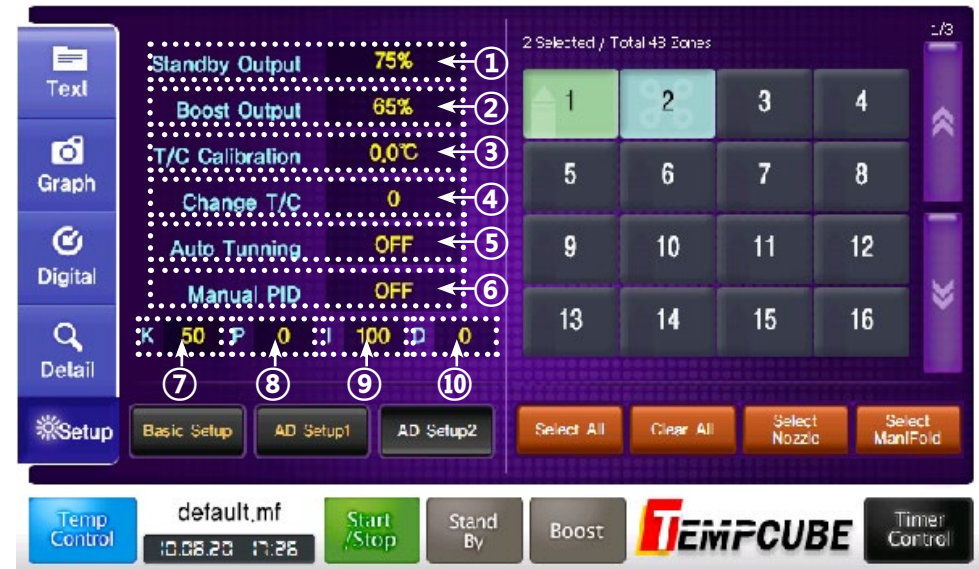 Text
Graph
Digital
Detail
Setup
Standby Output 75% ①
Boost Output 65% ②
T/C Calibration 0,0℃ ③
Change T/C 0 ④
Auto Tunning OFF ⑤
Manual PID OFF ⑥
K 50 P 0 I 100 D 0
⑦ ⑧ ⑨ ⑩
Basic Setup AD Setup1 AD Setup2
2 Selected / Total 48 Zones
1/3
1 2 3 4
5 6 7 8
9 10 11 12
13 14 15 16
Select All
Clear All
Select
Nozzle
Select
ManiFold
Temp
Control
default,mf
10.08.20 17:28
Start
/Stop
Stand
By
Boost
TEMPCUBE
Timer
Control